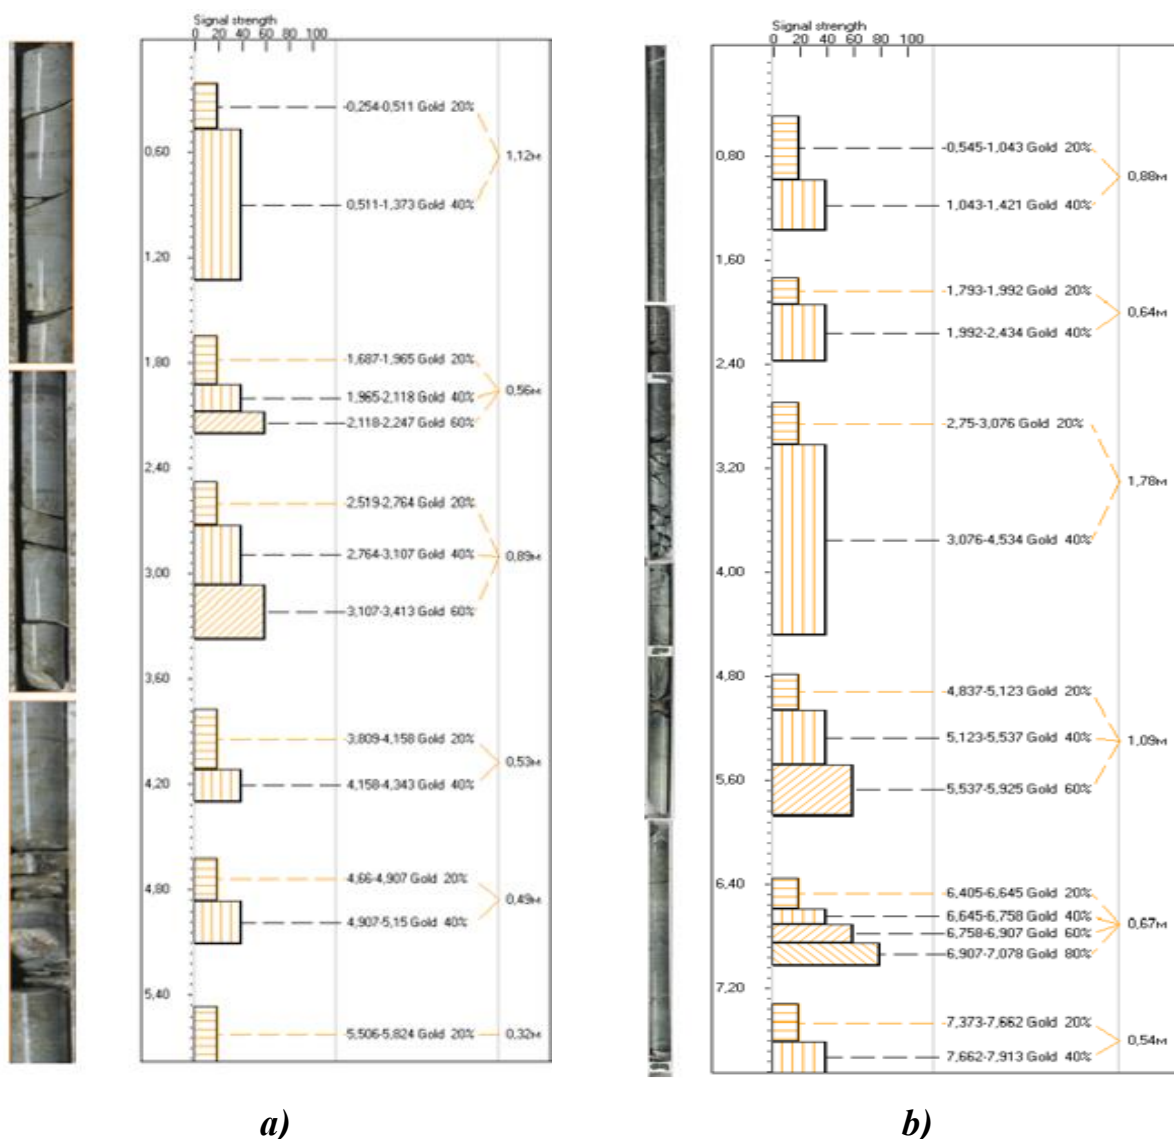 Signal strength
0 20 40 60 80 100
-0,254-0,511 Gold 20%
0,60
1,12м
0,511-1,373 Gold 40%
1,20
1,80
1,687-1,965 Gold 20%
0,56м
1,965-2,118 Gold 40%
2,118-2,247 Gold 60%
2,40
2,519-2,764 Gold 20%
2,764-3,107 Gold 40%
0,89м
3,00
3,107-3,413 Gold 60%
3,60
3,809-4,158 Gold 20%
0,53м
4,20
4,158-4,343 Gold 40%
4,66-4,907 Gold 20%
4,80
0,49м
4,907-5,15 Gold 40%
5,40
5,506-5,824 Gold 20%
0,32м
a)
Signal strength
0 20 40 60 80 100
-0,545-1,043 Gold 20%
0,80
0,88м
1,043-1,421 Gold 40%
1,60
1,793-1,992 Gold 20%
0,64м
1,992-2,434 Gold 40%
2,40
2,75-3,076 Gold 20%
3,20
1,78м
3,076-4,534 Gold 40%
4,00
4,80
4,837-5,123 Gold 20%
5,123-5,537 Gold 40%
1,09м
5,60
5,537-5,925 Gold 60%
6,40
6,405-6,645 Gold 20%
6,645-6,758 Gold 40%
0,67м
6,758-6,907 Gold 60%
6,907-7,078 Gold 80%
7,20
7,373-7,662 Gold 20%
0,54м
7,662-7,913 Gold 40%
b)